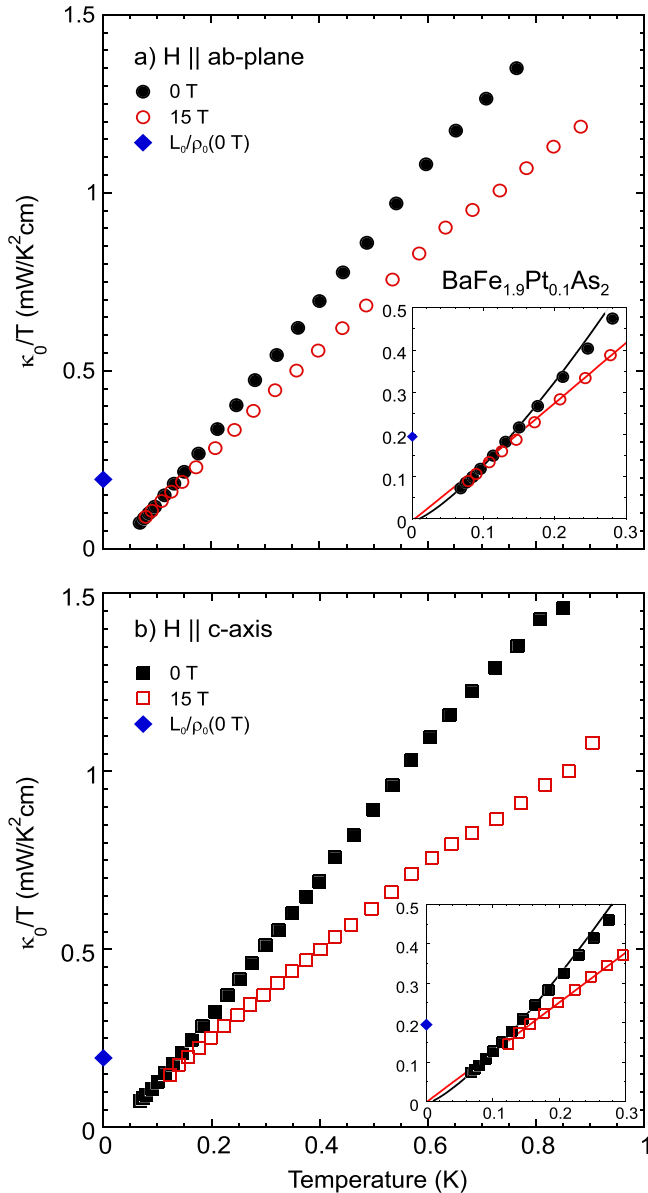 1.5
a) H || ab-plane
0 T
15 T
L₀/ρ₀(0 T)
1
κ₀/T (mW/K²cm)
BaFe₁.₉Pt₀.₁As₂
0.5
0.4
0.3
0.2
0.1
0
0 0.1 0.2 0.3
0.5
0
1.5
b) H || c-axis
0 T
15 T
L₀/ρ₀(0 T)
1
κ₀/T (mW/K²cm)
0.5
0.4
0.3
0.2
0.1
0
0 0.1 0.2 0.3
0.5
0
0 0.2 0.4 0.6 0.8 1
Temperature (K)